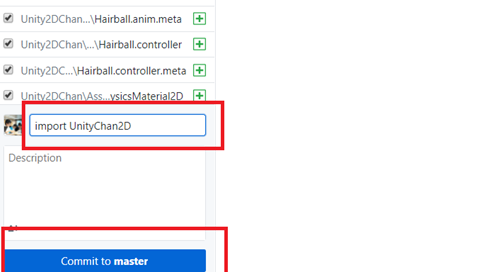 Unity2DChan...\Hairball.anim.meta
Unity2DChan\...\Hairball.controller
Unity2DC...\Hairball.controller.meta
Unity2DChan\Ass...ysicsMaterial2D
import UnityChan2D
Description
Commit to master